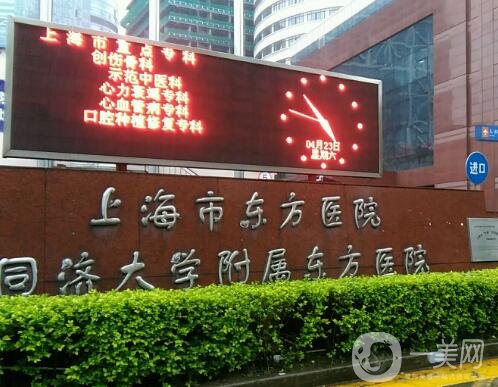 上海市重点专科
创伤骨科
示范中医科
心力衰竭专科
心血管病专科
口腔种植修复专科
04月23日
星期六
进口
上海市东方医院
同济大学附属东方医院
一美网